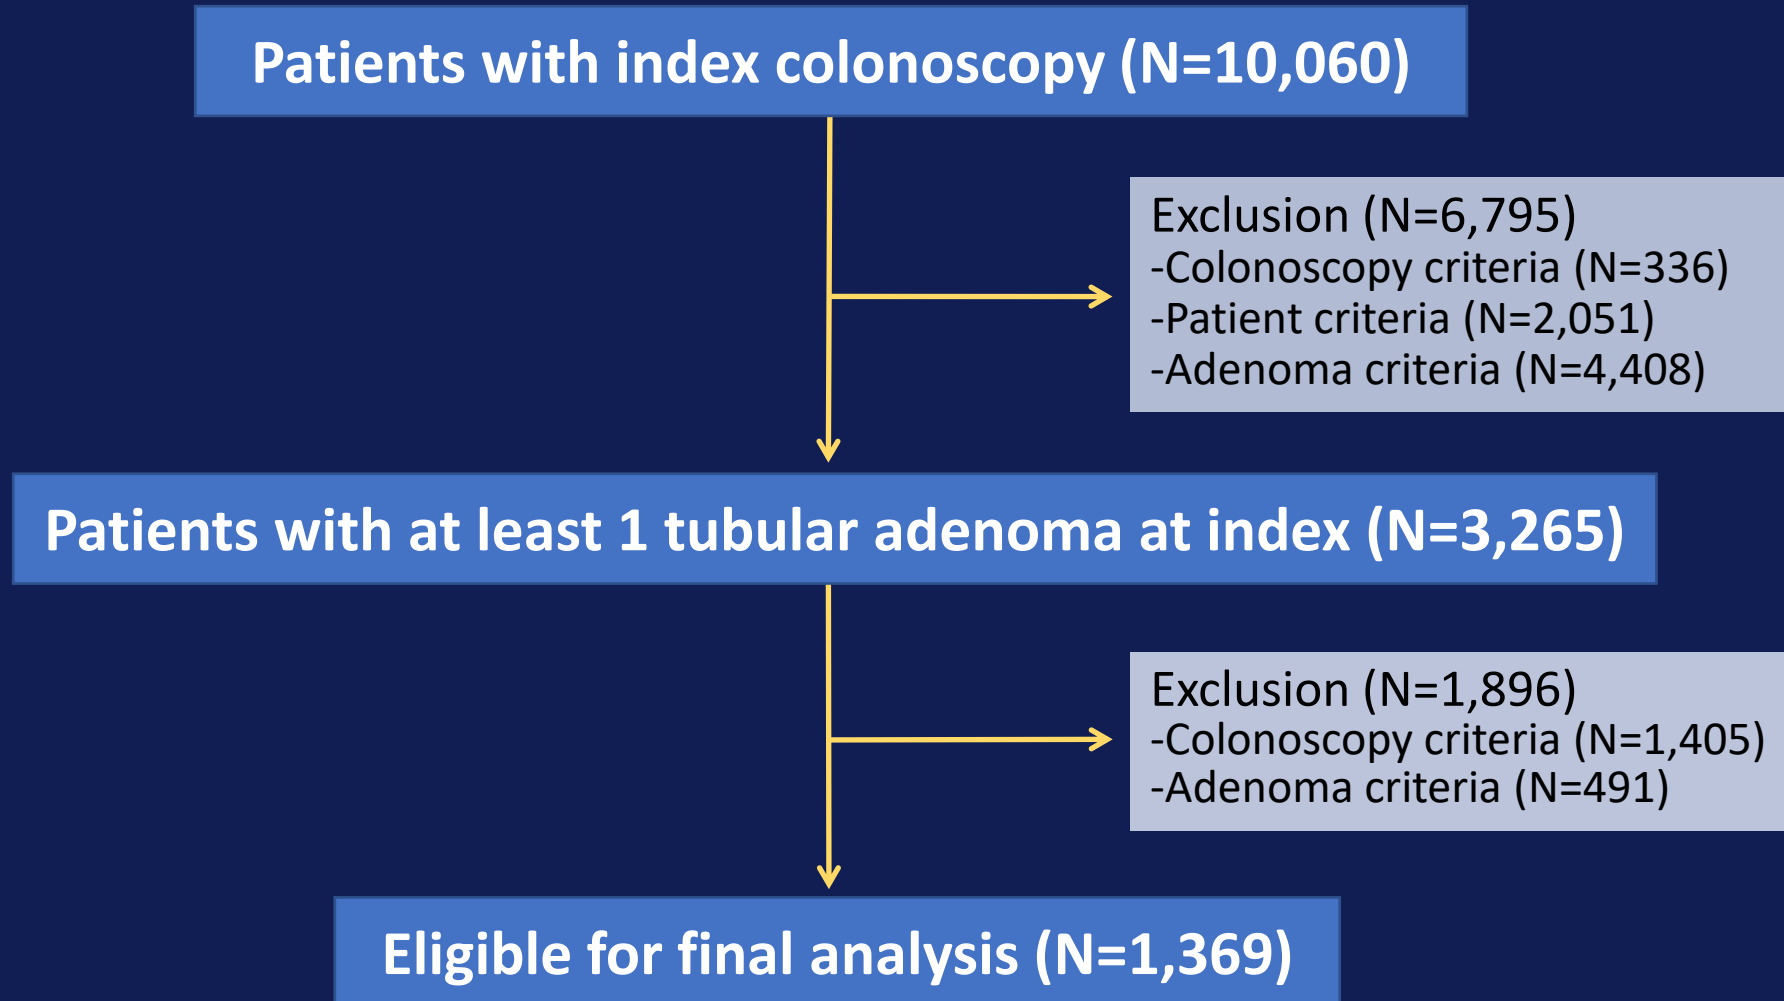 Patients with index colonoscopy (N=10,060)
Exclusion (N=6,795)
-Colonoscopy criteria (N=336)
-Patient criteria (N=2,051)
-Adenoma criteria (N=4,408)
Patients with at least 1 tubular adenoma at index (N=3,265)
Exclusion (N=1,896)
-Colonoscopy criteria (N=1,405)
-Adenoma criteria (N=491)
Eligible for final analysis (N=1,369)